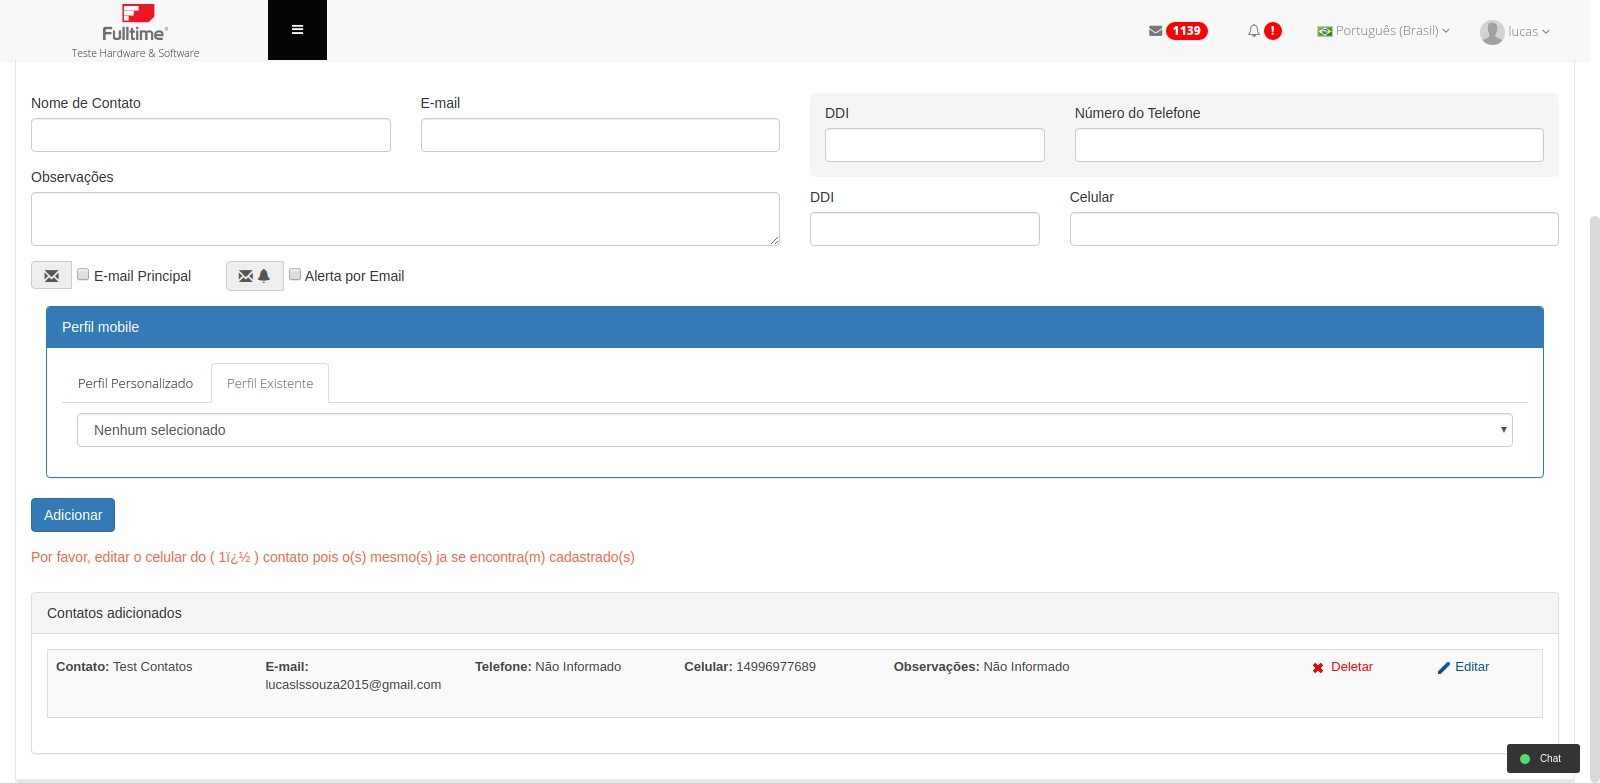 Fulltime®
Teste Hardware & Software
1139
!
Português (Brasil)
lucas
Nome de Contato
E-mail
DDI
Número do Telefone
Observações
DDI
Celular
E-mail Principal
Alerta por Email
Perfil mobile
Perfil Personalizado
Perfil Existente
Nenhum selecionado
Adicionar
Por favor, editar o celular do ( 1ï¿½ ) contato pois o(s) mesmo(s) ja se encontra(m) cadastrado(s)
Contatos adicionados
Contato: Test Contatos
E-mail:
lucaslssouza2015@gmail.com
Telefone: Não Informado
Celular: 14996977689
Observações: Não Informado
Deletar
Editar
Chat